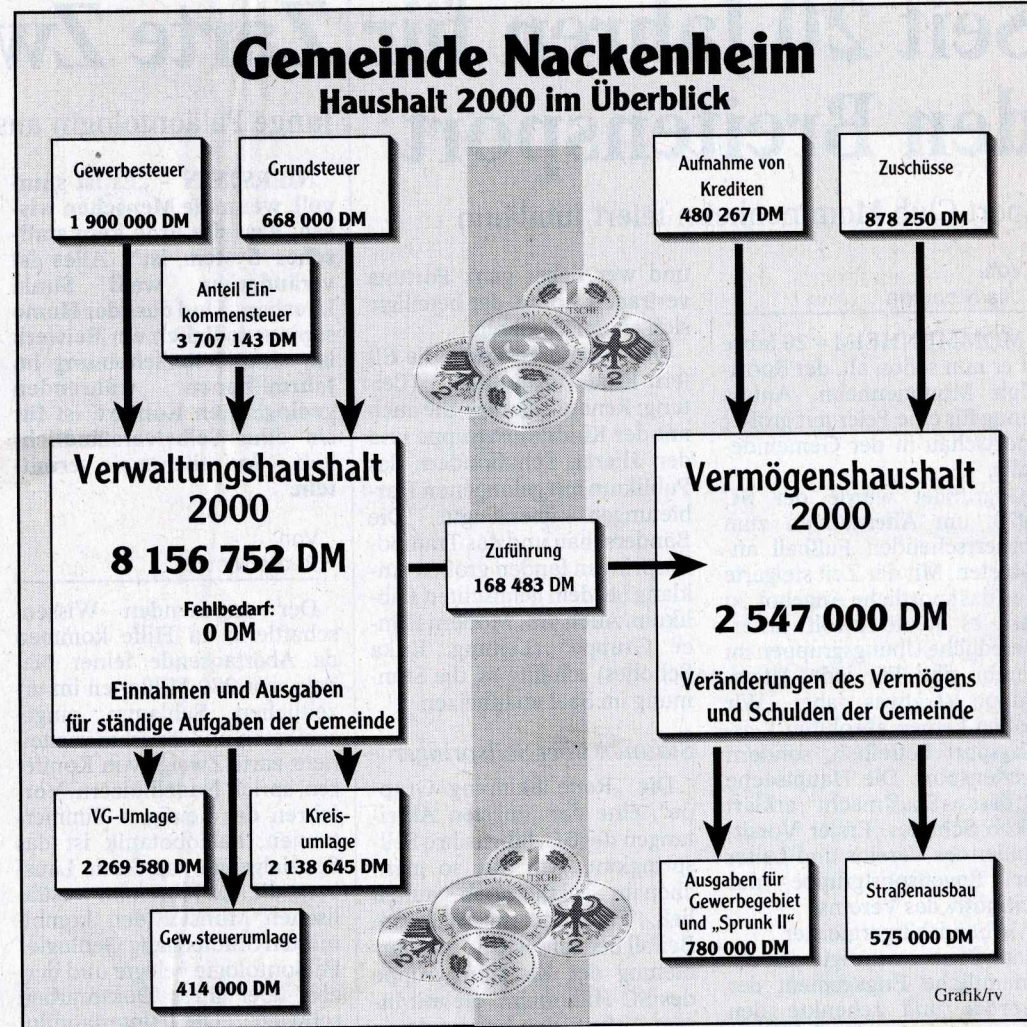 Gemeinde Nackenheim
Haushalt 2000 im Überblick
Gewerbesteuer
1 900 000 DM
Grundsteuer
668 000 DM
Anteil Ein-
kommensteuer
3 707 143 DM
Aufnahme von
Krediten
480 267 DM
Zuschüsse
878 250 DM
Verwaltungshaushalt
2000
8 156 752 DM
Fehlbedarf:
0 DM
Einnahmen und Ausgaben
für ständige Aufgaben der Gemeinde
Zuführung
168 483 DM
Vermögenshaushalt
2000
2 547 000 DM
Veränderungen des Vermögens
und Schulden der Gemeinde
VG-Umlage
2 269 580 DM
Kreis-
umlage
2 138 645 DM
Gew.steuerumlage
414 000 DM
Ausgaben für
Gewerbegebiet
und „Sprunk II“
780 000 DM
Straßenausbau
575 000 DM
DEUTSCHE MARK
Grafik/rv